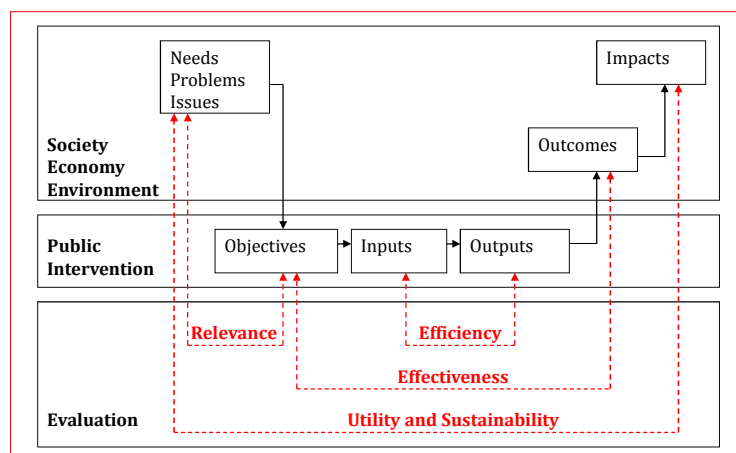 Needs
Problems
Issues
Impacts
Society
Economy
Environment
Outcomes
Public
Intervention
Objectives
Inputs
Outputs
Relevance
Efficiency
Effectiveness
Evaluation
Utility and Sustainability